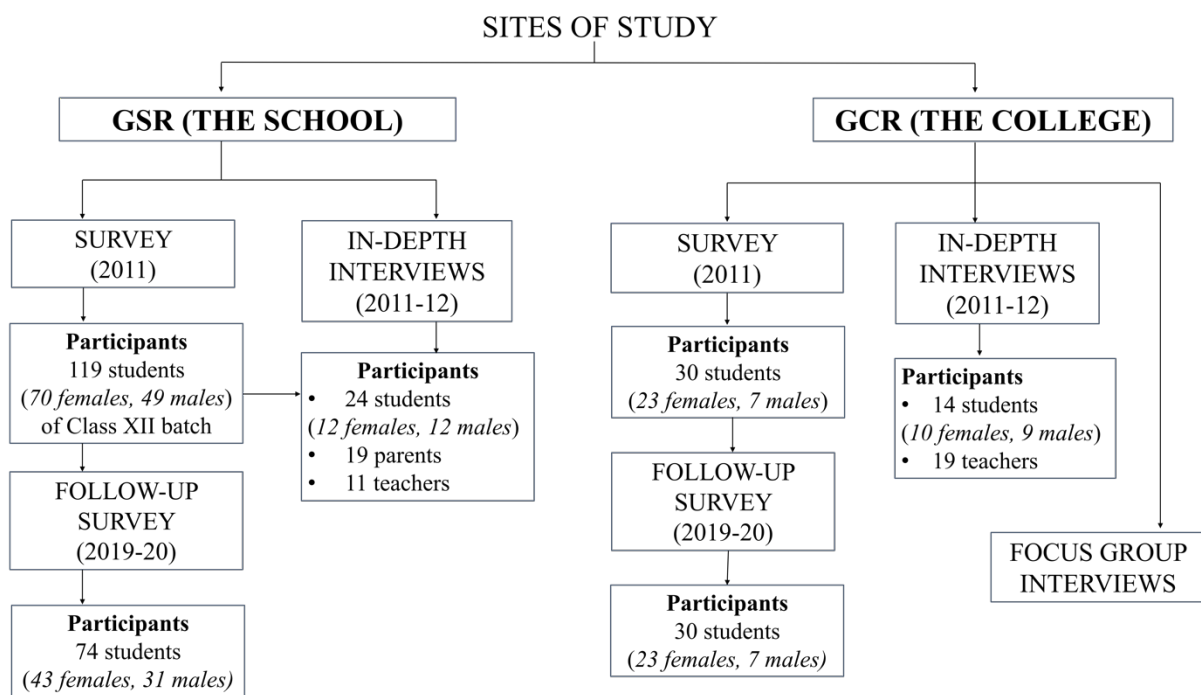 SITES OF STUDY
GSR (THE SCHOOL)
SURVEY
(2011)
Participants
119 students
(70 females, 49 males)
of Class XII batch
FOLLOW-UP
SURVEY
(2019-20)
Participants
74 students
(43 females, 31 males)
IN-DEPTH
INTERVIEWS
(2011-12)
Participants
• 24 students
(12 females, 12 males)
• 19 parents
• 11 teachers
GCR (THE COLLEGE)
SURVEY
(2011)
Participants
30 students
(23 females, 7 males)
FOLLOW-UP
SURVEY
(2019-20)
Participants
30 students
(23 females, 7 males)
IN-DEPTH
INTERVIEWS
(2011-12)
Participants
• 14 students
(10 females, 9 males)
• 19 teachers
FOCUS GROUP
INTERVIEWS